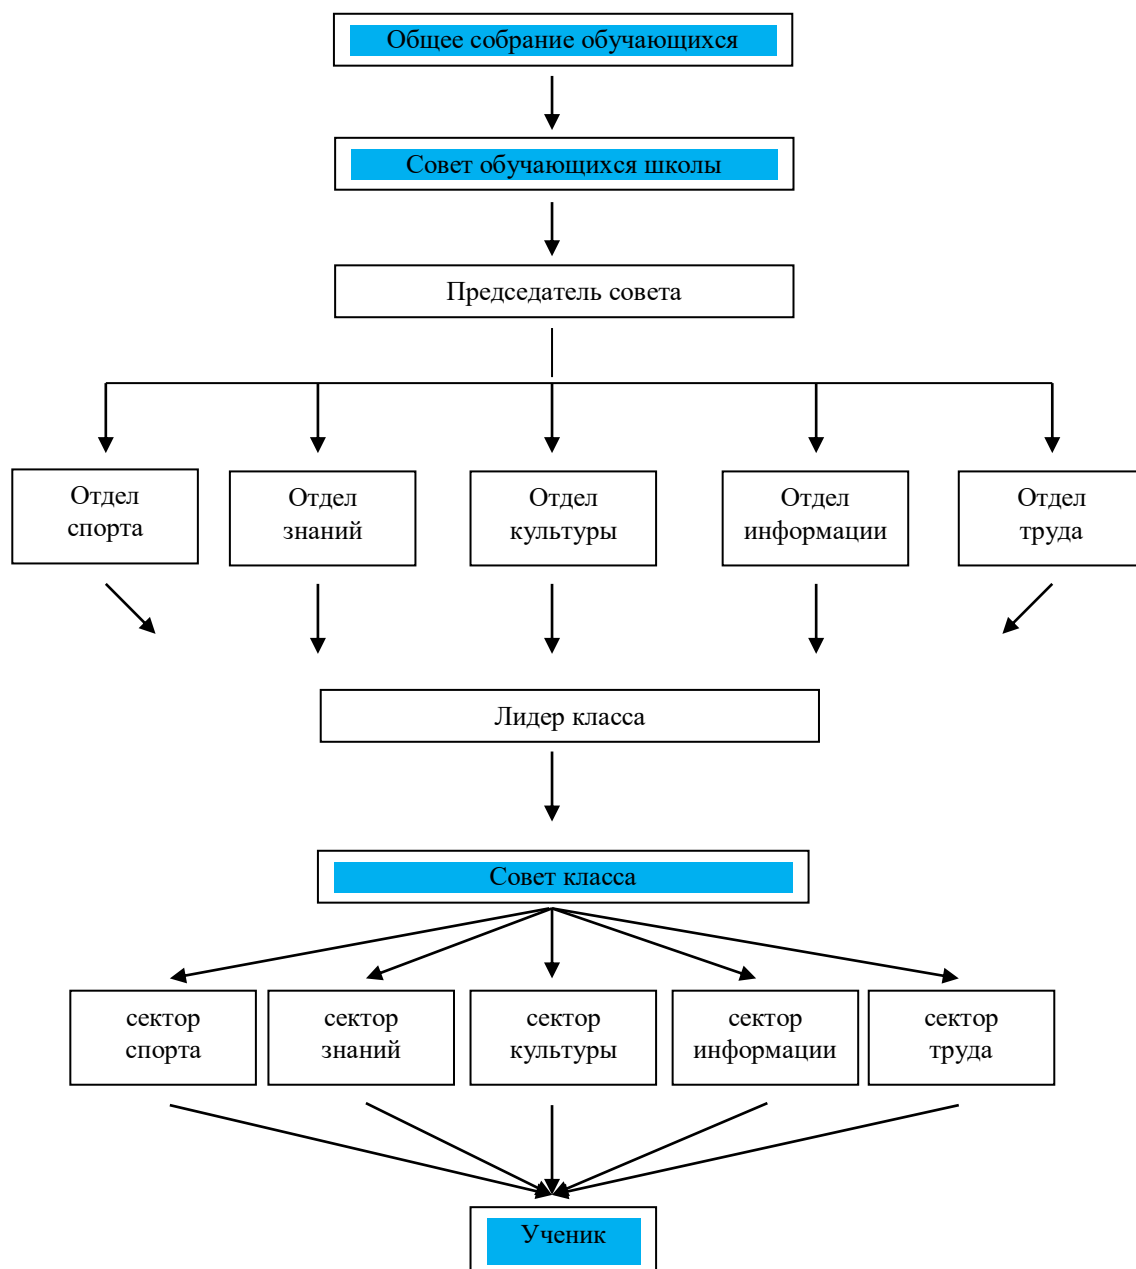 Общее собрание обучающихся
Совет обучающихся школы
Председатель совета
Отдел
спорта
Отдел
знаний
Отдел
культуры
Отдел
информации
Отдел
труда
Лидер класса
Совет класса
сектор
спорта
сектор
знаний
сектор
культуры
сектор
информации
сектор
труда
Ученик